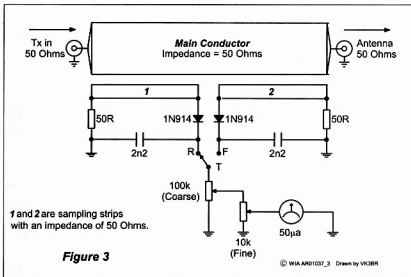 Tx in
50 Ohms
Main Conductor
Impedance = 50 Ohms
Antenna
50 Ohms
1
2
50R
1N914
1N914
50R
2n2
R
F
2n2
T
100k
(Coarse)
10k
(Fine)
50µa
1 and 2 are sampling strips
with an impedance of 50 Ohms.
Figure 3
© WIA AR01037_3 Drawn by VK3BR